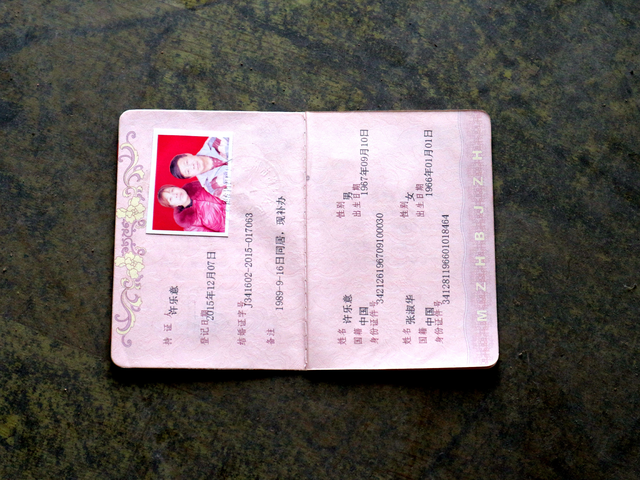 持证人 许乐意
登记日期 2015年12月07日
结婚证字号 J341602-2015-017063
备注 1989-9-16日同居，现补办
姓名 许乐意 性别 男
国籍 中国 出生日期 1967年09月10日
身份证件号 342126196709100030
姓名 张淑华 性别 女
国籍 中国 出生日期 1966年01月01日
身份证件号 341281196601018464
MZHBJZH